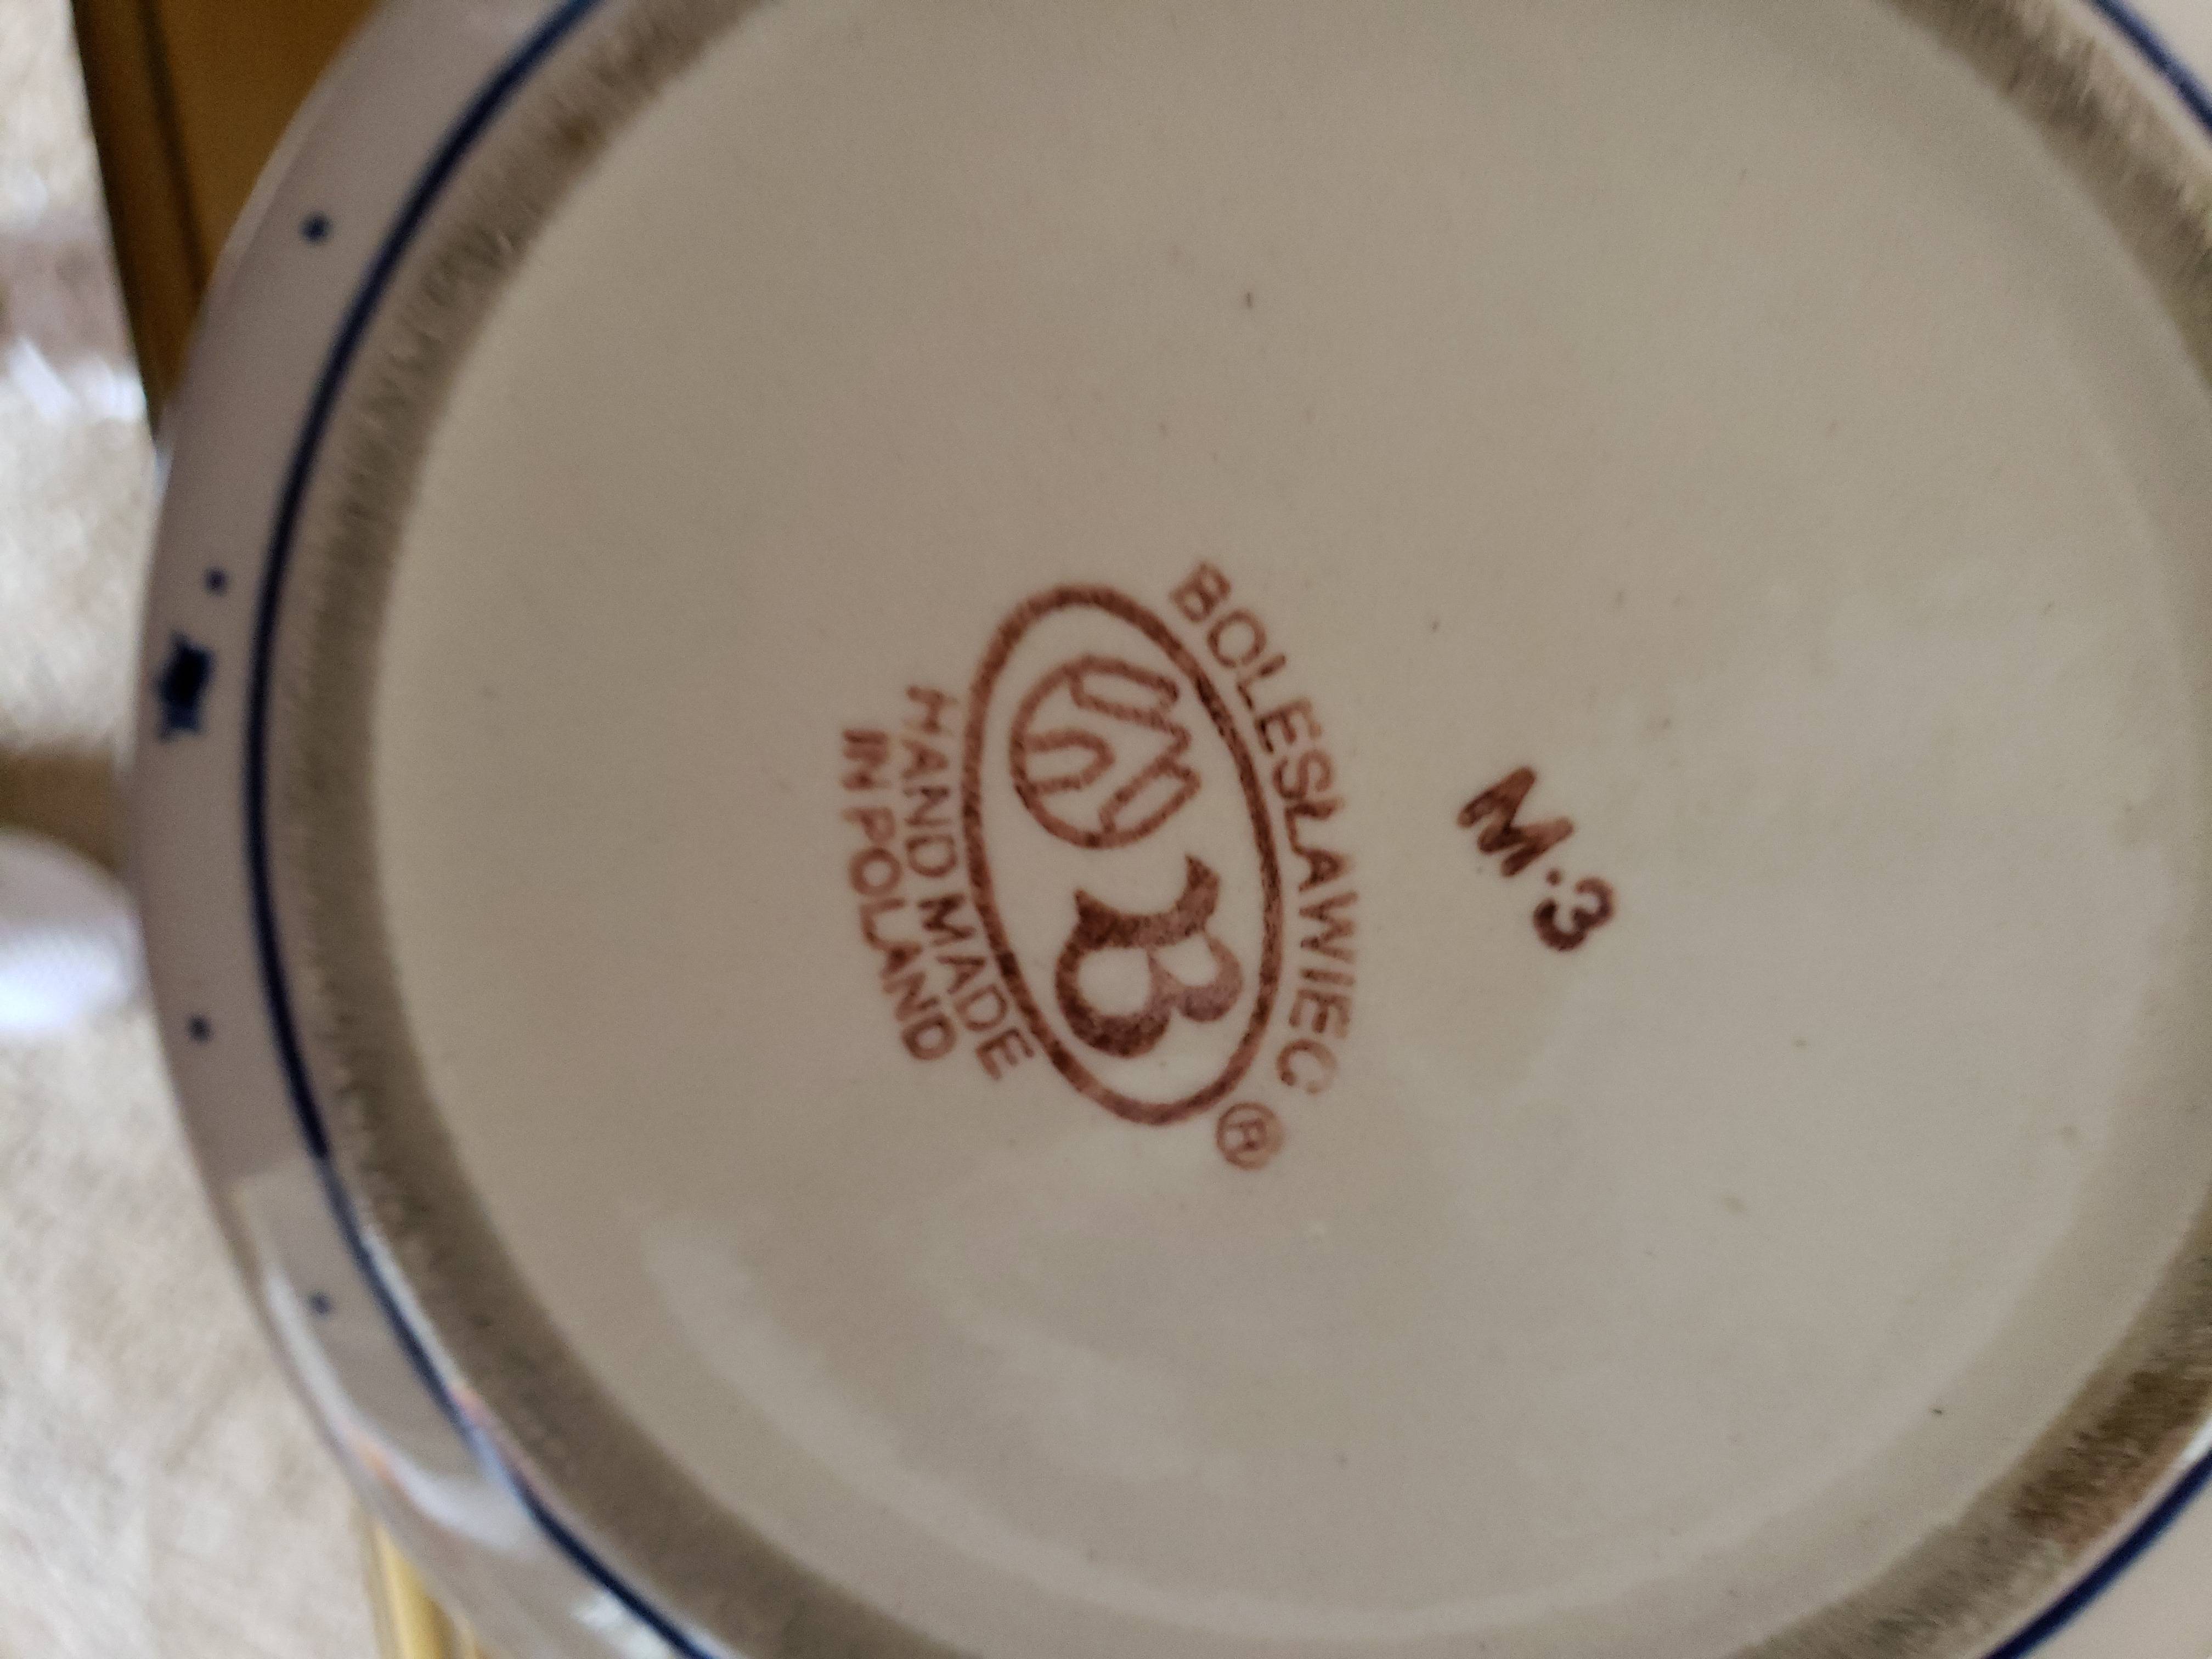 M.3
BOLESŁAWIEC ®
B
HAND MADE
IN POLAND